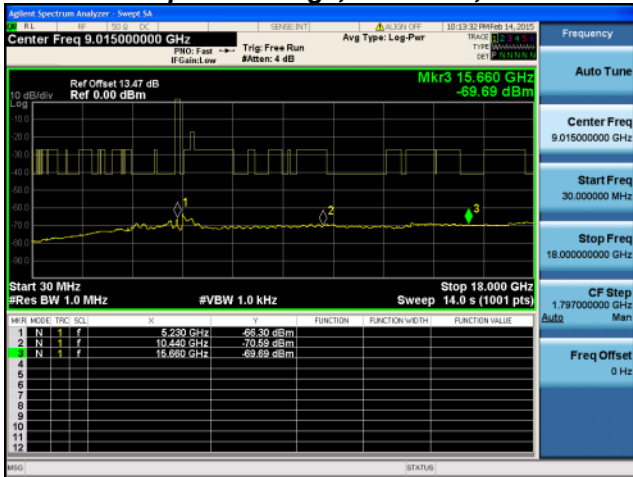 Agilent Spectrum Analyzer - Swept SA
RL RF 50 Ω DC SENSE:INT ALIGN OFF 10:13:32 PM Feb 14, 2015
Center Freq 9.015000000 GHz
PNO: Fast
IFGain:Low
Trig: Free Run
#Atten: 4 dB
Avg Type: Log-Pwr
TRACE 1 2 3 4 5 6
TYPE
DET P N N N N N
Frequency
Mkr3 15.660 GHz
-69.69 dBm
Ref Offset 13.47 dB
10 dB/div Ref 0.00 dBm
Log
Auto Tune
-10.0
-20.0
-30.0
-40.0
-50.0
-60.0
-70.0
-80.0
-90.0
1
2
3
Center Freq
9.015000000 GHz
Start Freq
30.000000 MHz
Stop Freq
18.000000000 GHz
Start 30 MHz Stop 18.000 GHz
#Res BW 1.0 MHz #VBW 1.0 kHz Sweep 14.0 s (1001 pts)
CF Step
1.797000000 GHz
Auto Man
MKR MODE TRC SCL X Y FUNCTION FUNCTION WIDTH FUNCTION VALUE
1 N 1 f 5.230 GHz -66.30 dBm
2 N 1 f 10.440 GHz -70.59 dBm
3 N 1 f 15.660 GHz -69.69 dBm
4
5
6
7
8
9
10
11
12
Freq Offset
0 Hz
MSG STATUS